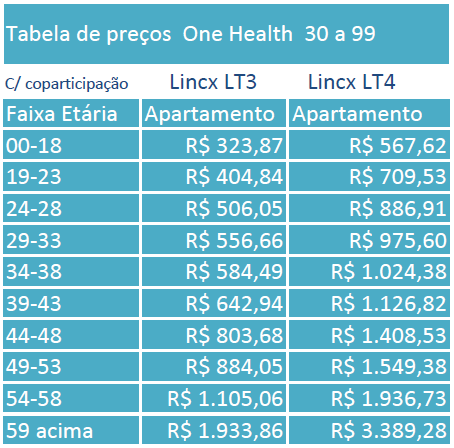 Tabela de preços One Health 30 a 99
C/ coparticipação Lincx LT3 Lincx LT4
Faixa Etária Apartamento Apartamento
00-18 R$ 323,87 R$ 567,62
19-23 R$ 404,84 R$ 709,53
24-28 R$ 506,05 R$ 886,91
29-33 R$ 556,66 R$ 975,60
34-38 R$ 584,49 R$ 1.024,38
39-43 R$ 642,94 R$ 1.126,82
44-48 R$ 803,68 R$ 1.408,53
49-53 R$ 884,05 R$ 1.549,38
54-58 R$ 1.105,06 R$ 1.936,73
59 acima R$ 1.933,86 R$ 3.389,28